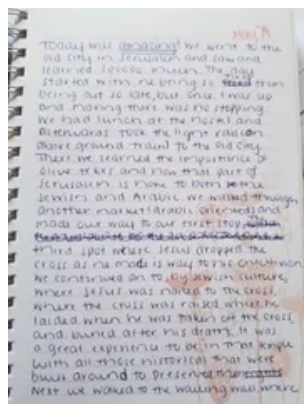 May 19
Today was amazing! We went to the
old city in Jerusalem and saw and
learned sooooo much. The day
started with me being so tired from
being out so late, but once I was up
and moving there was no stopping.
We had lunch at the hostel and
Afterwards took the light rail (an
above ground train) to the old city.
There we learned the importance of
olive trees and how that part of
Jerusalem is home to both the
Jewish and Arabic. We walked through
another market (arabic oriented) and
made our way to our first stop,
third spot where Jesus dropped the
cross as he made is way to his crucifixion.
We continued on to Jewish culture,
where Jesus was nailed to the cross,
where the cross was raised, where he
laided when he was taken off the cross,
and buried after his death. It was
a great experience to be in that
with all those historical that were
built around to preserve the
Next we walked to the wailing wall where